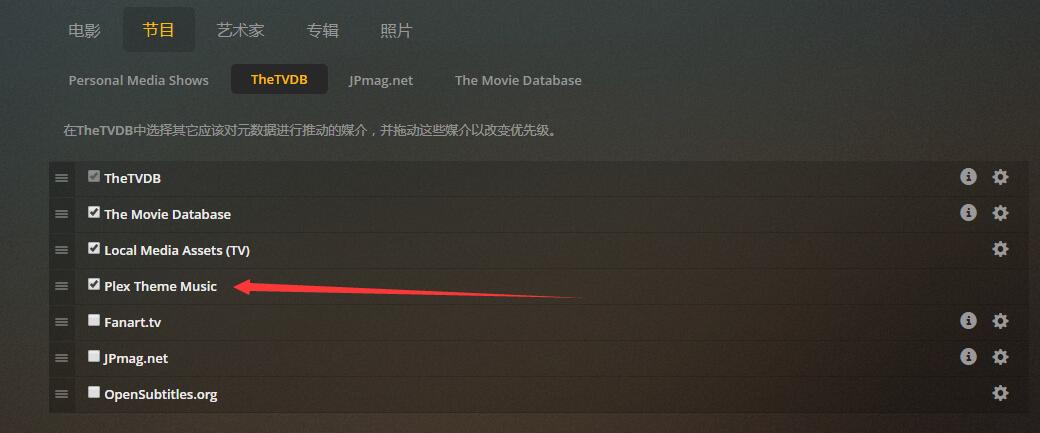 电影 节目 艺术家 专辑 照片
Personal Media Shows TheTVDB JPmag.net The Movie Database
在TheTVDB中选择其它应该对元数据进行推动的媒介，并拖动这些媒介以改变优先级。
TheTVDB
The Movie Database
Local Media Assets (TV)
Plex Theme Music
Fanart.tv
JPmag.net
OpenSubtitles.org